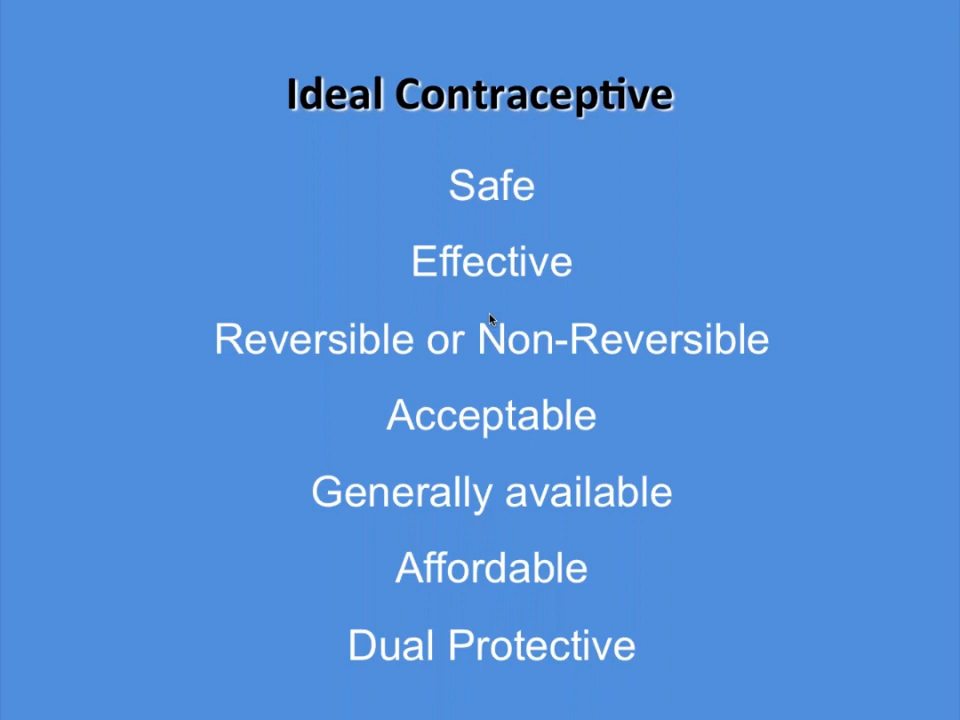 Ideal Contraceptive
Safe
Effective
Reversible or Non-Reversible
Acceptable
Generally available
Affordable
Dual Protective